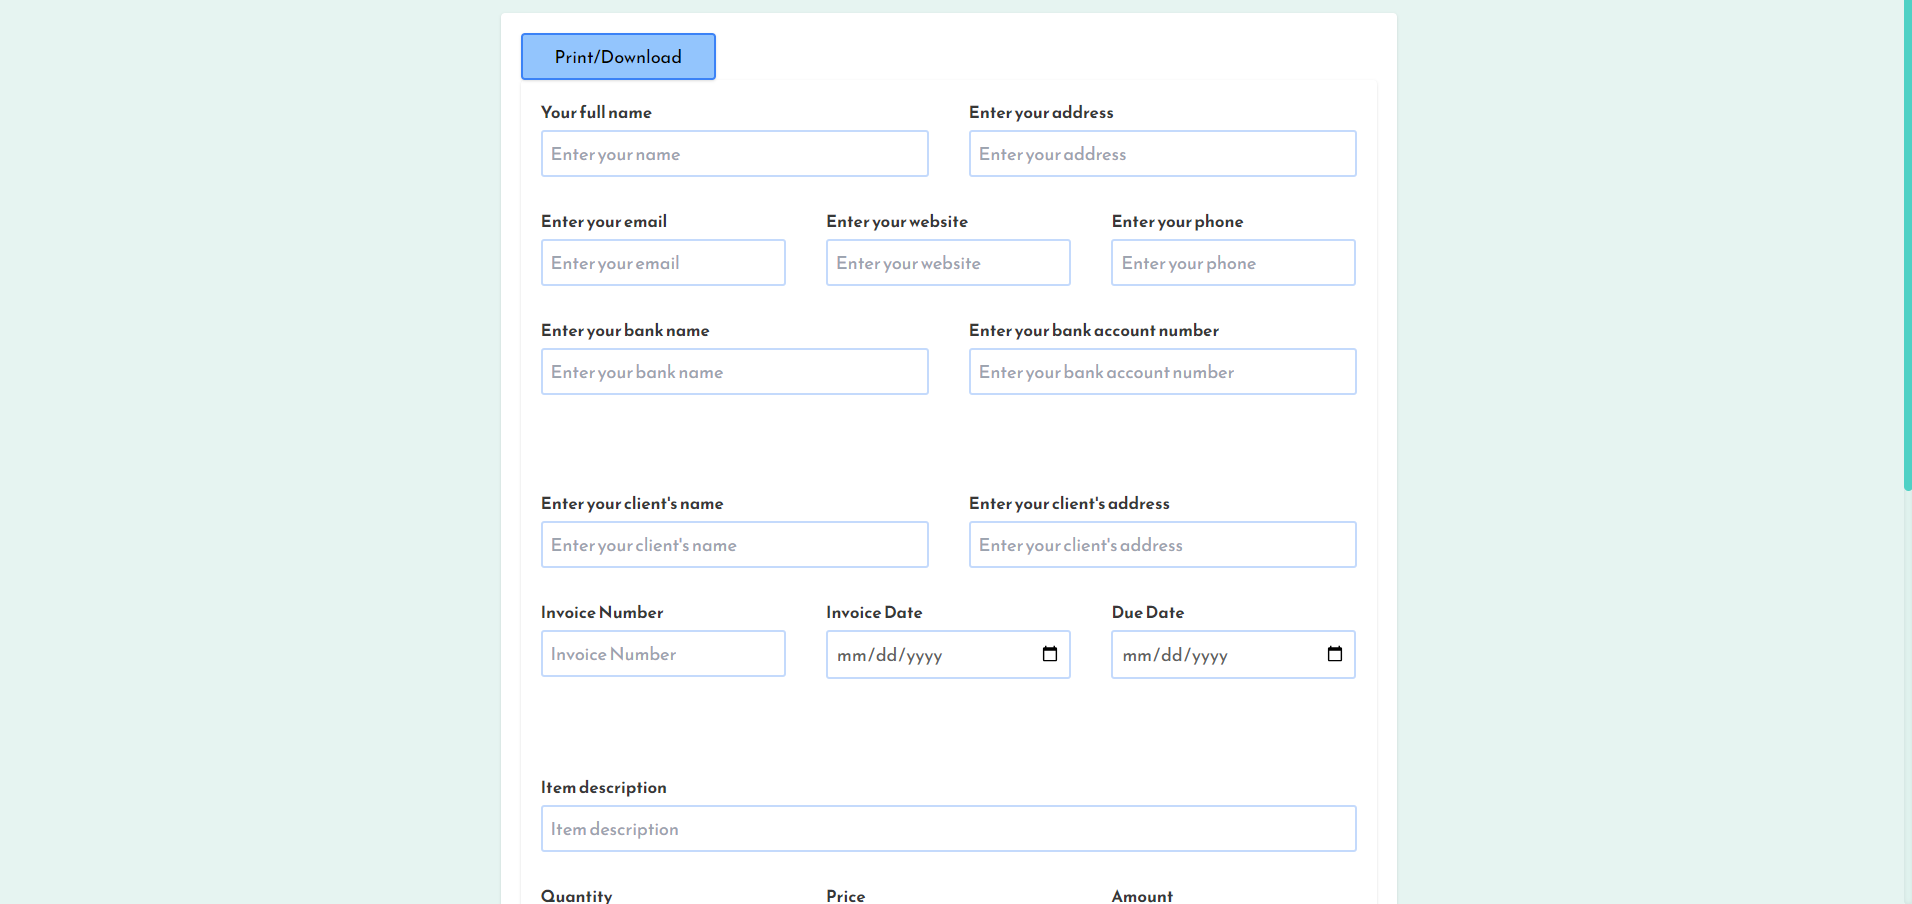 Print/Download
Your full name
Enter your address
Enter your name
Enter your address
Enter your email
Enter your website
Enter your phone
Enter your email
Enter your website
Enter your phone
Enter your bank name
Enter your bank account number
Enter your bank name
Enter your bank account number
Enter your client's name
Enter your client's address
Enter your client's name
Enter your client's address
Invoice Number
Invoice Date
Due Date
Invoice Number
mm/dd/yyyy
mm/dd/yyyy
Item description
Item description
Quantity
Price
Amount